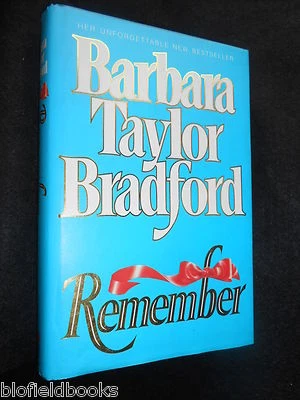 HER UNFORGETTABLE NEW BESTSELLER
Barbara
Taylor
Bradford
Remember
blofieldbooks